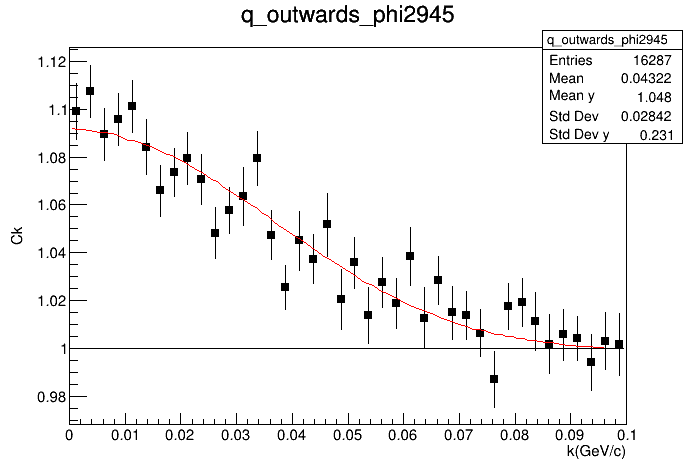 q_outwards_phi2945
q_outwards_phi2945
Entries 16287
Mean 0.04322
Mean y 1.048
Std Dev 0.02842
Std Dev y 0.231
Ck
1.12
1.1
1.08
1.06
1.04
1.02
1
0.98
0 0.01 0.02 0.03 0.04 0.05 0.06 0.07 0.08 0.09 0.1
k(GeV/c)